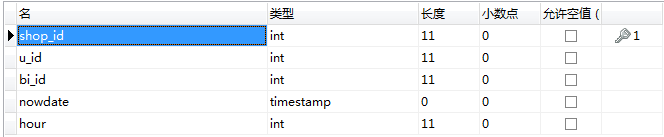 名 类型 长度 小数点 允许空值 (
shop_id int 11 0 1
u_id int 11 0
bi_id int 11 0
nowdate timestamp 0 0
hour int 11 0